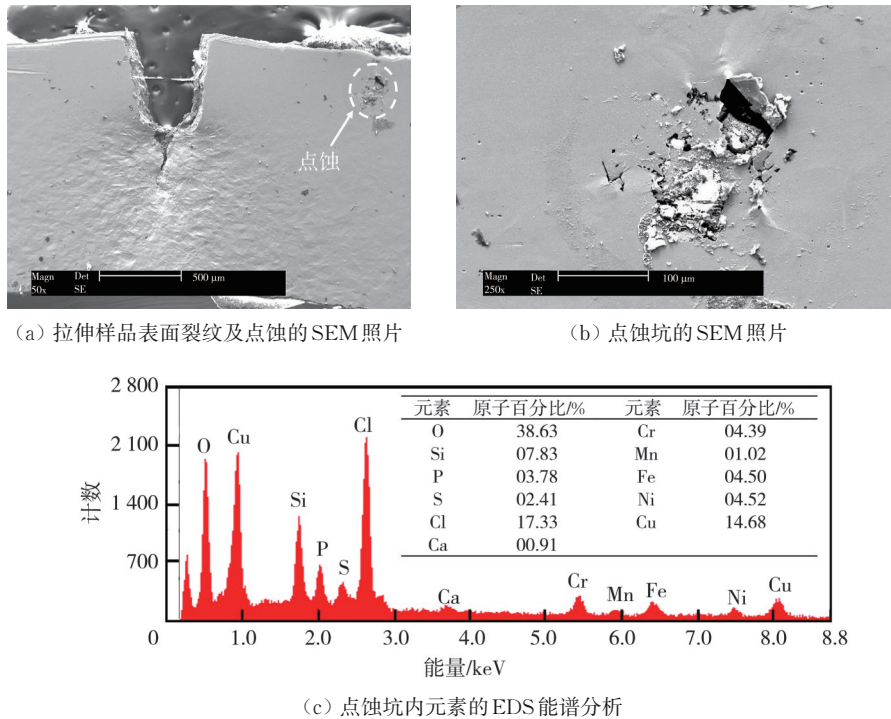 点蚀
Magn Det
50x SE
500 μm
Magn Det
250x SE
100 μm
(a) 拉伸样品表面裂纹及点蚀的SEM照片
(b) 点蚀坑的SEM照片
2 800
2 100
1 400
700
0
计数
O
Cu
Si
P
S
Cl
Ca
Cr
Mn
Fe
Ni
Cu
元素 原子百分比/% 元素 原子百分比/%
O 38.63 Cr 04.39
Si 07.83 Mn 01.02
P 03.78 Fe 04.50
S 02.41 Ni 04.52
Cl 17.33 Cu 14.68
Ca 00.91
1.0 2.0 3.0 4.0 5.0 6.0 7.0 8.0 8.8
能量/keV
(c) 点蚀坑内元素的EDS能谱分析